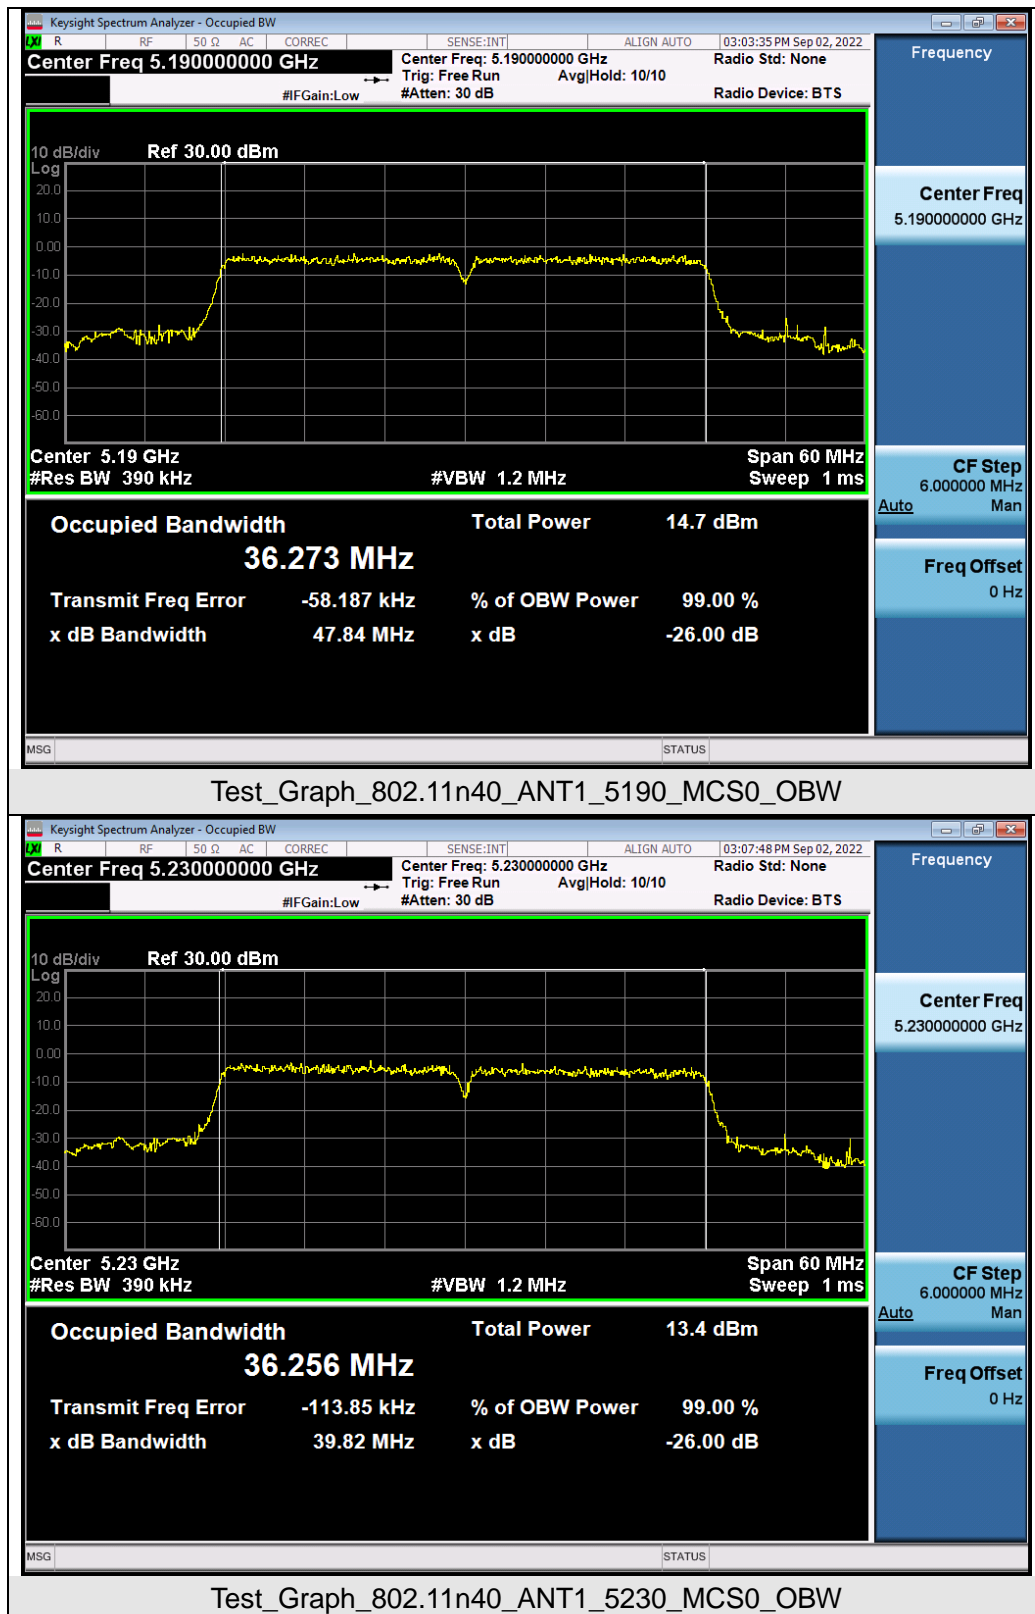 Keysight Spectrum Analyzer - Occupied BW
LXI R RF 50 Ω AC CORREC SENSE:INT ALIGN AUTO 03:03:35 PM Sep 02, 2022
Center Freq 5.190000000 GHz
Center Freq: 5.190000000 GHz
Radio Std: None
Trig: Free Run Avg|Hold: 10/10
#IFGain:Low
#Atten: 30 dB
Radio Device: BTS
Frequency
10 dB/div
Ref 30.00 dBm
Log
20.0
10.0
0.00
-10.0
-20.0
-30.0
-40.0
-50.0
-60.0
Center Freq
5.190000000 GHz
Center 5.19 GHz
Span 60 MHz
#Res BW 390 kHz
#VBW 1.2 MHz
Sweep 1 ms
CF Step
6.000000 MHz
Auto Man
Freq Offset
0 Hz
Occupied Bandwidth
Total Power 14.7 dBm
36.273 MHz
Transmit Freq Error -58.187 kHz % of OBW Power 99.00 %
x dB Bandwidth 47.84 MHz x dB -26.00 dB
MSG STATUS
Test_Graph_802.11n40_ANT1_5190_MCS0_OBW
Keysight Spectrum Analyzer - Occupied BW
LXI R RF 50 Ω AC CORREC SENSE:INT ALIGN AUTO 03:07:48 PM Sep 02, 2022
Center Freq 5.230000000 GHz
Center Freq: 5.230000000 GHz
Radio Std: None
Trig: Free Run Avg|Hold: 10/10
#IFGain:Low
#Atten: 30 dB
Radio Device: BTS
Frequency
10 dB/div
Ref 30.00 dBm
Log
20.0
10.0
0.00
-10.0
-20.0
-30.0
-40.0
-50.0
-60.0
Center Freq
5.230000000 GHz
Center 5.23 GHz
Span 60 MHz
#Res BW 390 kHz
#VBW 1.2 MHz
Sweep 1 ms
CF Step
6.000000 MHz
Auto Man
Freq Offset
0 Hz
Occupied Bandwidth
Total Power 13.4 dBm
36.256 MHz
Transmit Freq Error -113.85 kHz % of OBW Power 99.00 %
x dB Bandwidth 39.82 MHz x dB -26.00 dB
MSG STATUS
Test_Graph_802.11n40_ANT1_5230_MCS0_OBW